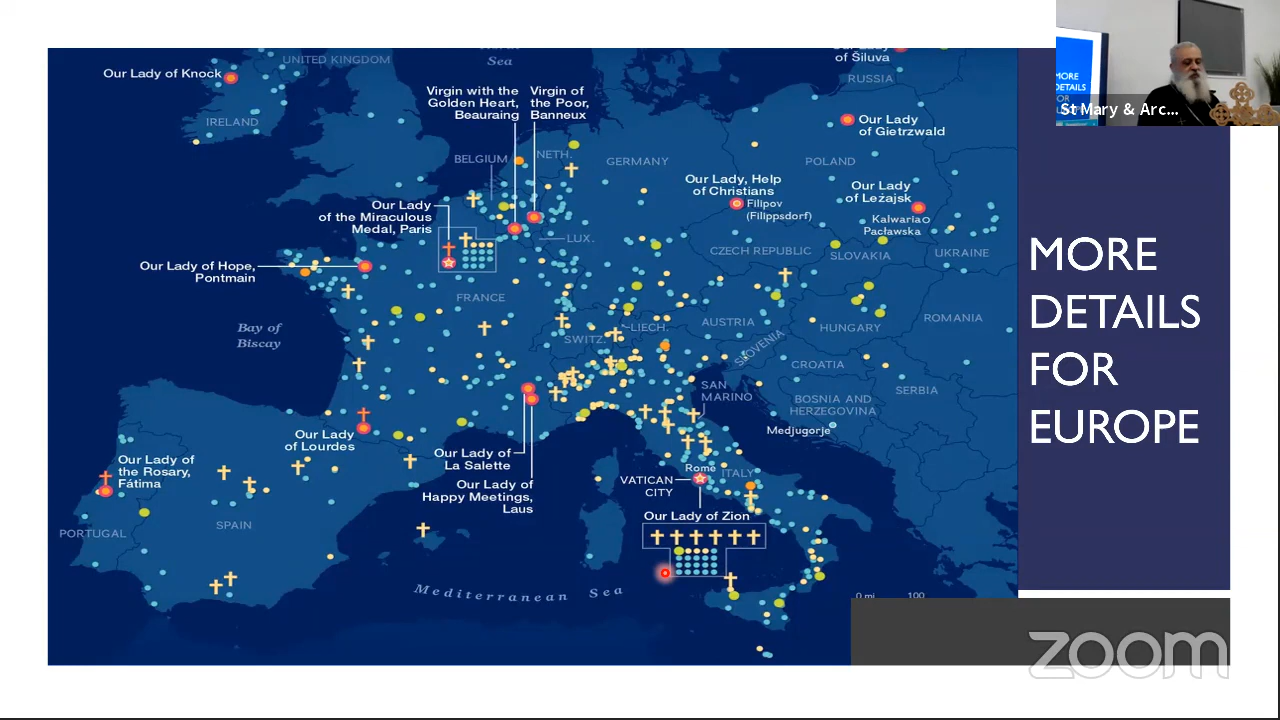 Our Lady of Knock
UNITED KINGDOM
Sea
of Šiluva
RUSSIA
IRELAND
Virgin with the
Golden Heart,
Beauraing
Virgin of
the Poor,
Banneux
Our Lady
of Gietrzwald
BELGIUM
NETH.
GERMANY
POLAND
Our Lady, Help
of Christians
Filipov
(Filippsdorf)
Our Lady
of Leżajsk
Kalwaria
Pacławska
Our Lady
of the Miraculous
Medal, Paris
LUX.
CZECH REPUBLIC
SLOVAKIA
UKRAINE
Our Lady of Hope,
Pontmain
FRANCE
Bay of
Biscay
SWITZ.
LIECH.
AUSTRIA
HUNGARY
ROMANIA
SLOVENIA
CROATIA
SERBIA
SAN
MARINO
BOSNIA AND
HERZEGOVINA
Medjugorje
Our Lady
of Lourdes
Our Lady of
La Salette
Our Lady of
Happy Meetings,
Laus
Our Lady of
the Rosary,
Fátima
PORTUGAL
SPAIN
Rome
VATICAN
CITY
ITALY
Our Lady of Zion
Mediterranean Sea
0 mi
100
MORE
DETAILS
FOR
EUROPE
MORE
DETAILS
St Mary & Arc...
zoom